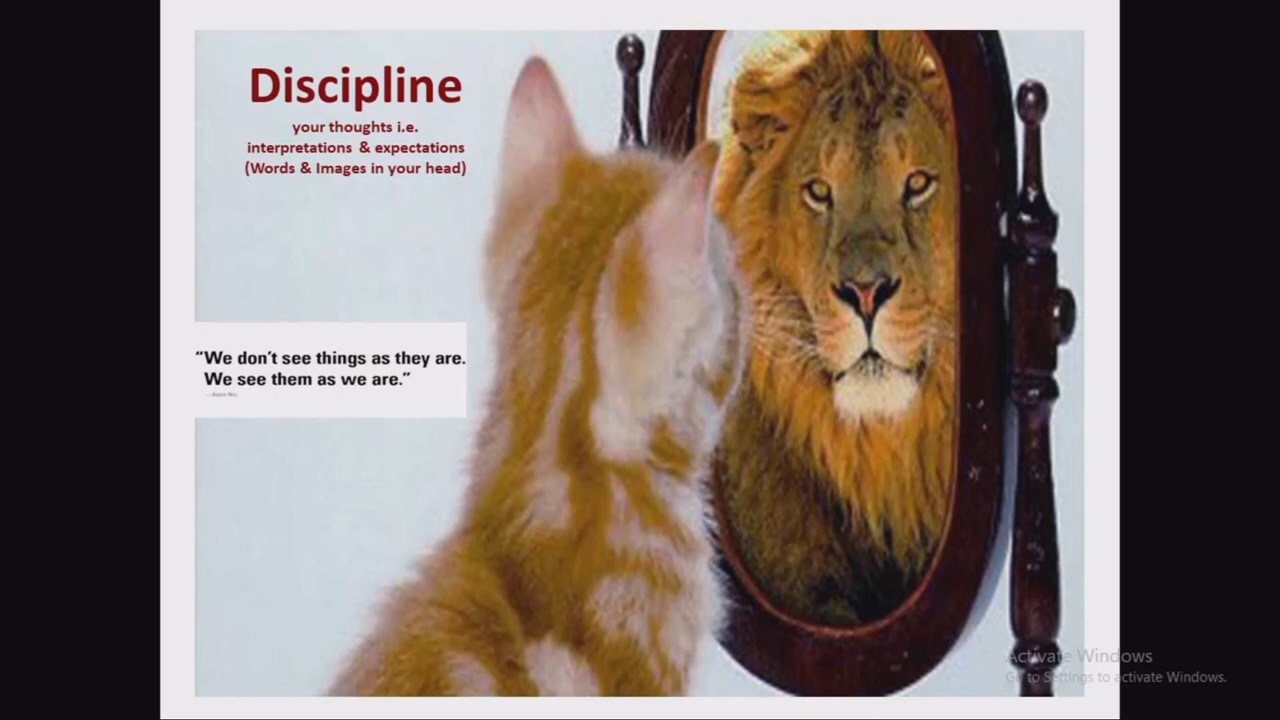 Discipline
your thoughts i.e.
interpretations & expectations
(Words & Images in your head)
“We don’t see things as they are.
We see them as we are.”
Activate Windows
Go to Settings to activate Windows.